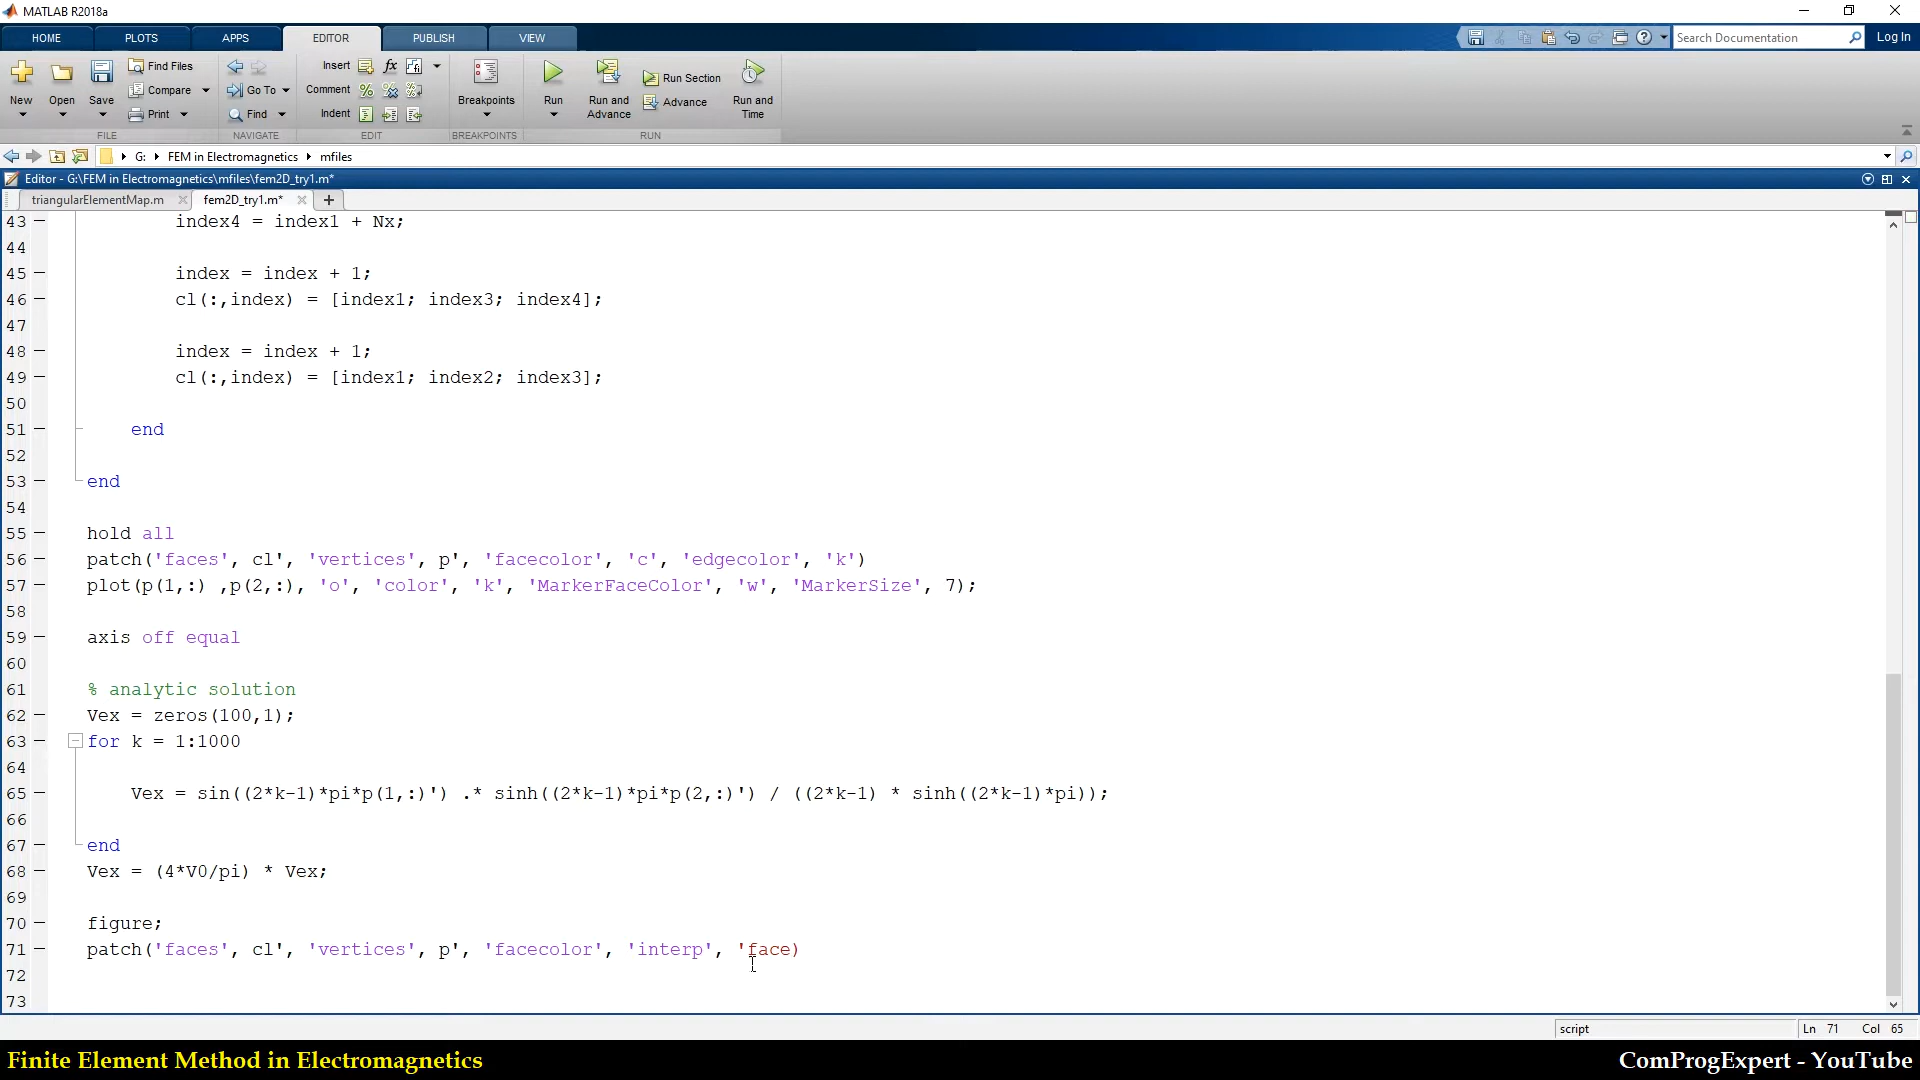 MATLAB R2018a
HOME PLOTS APPS EDITOR PUBLISH VIEW Search Documentation Log In
New Open Save Find Files Compare Print Go To Find Insert fx Comment % Indent Breakpoints Run Run and Advance Run Section Advance Run and Time
FILE NAVIGATE EDIT BREAKPOINTS RUN
G: FEM in Electromagnetics mfiles
Editor - G:\FEM in Electromagnetics\mfiles\fem2D_try1.m*
triangularElementMap.m fem2D_try1.m* +
43 index4 = index1 + Nx;
44
45 index = index + 1;
46 cl(:,index) = [index1; index3; index4];
47
48 index = index + 1;
49 cl(:,index) = [index1; index2; index3];
50
51 end
52
53 end
54
55 hold all
56 patch('faces', cl', 'vertices', p', 'facecolor', 'c', 'edgecolor', 'k')
57 plot(p(1,:) ,p(2,:), 'o', 'color', 'k', 'MarkerFaceColor', 'w', 'MarkerSize', 7);
58
59 axis off equal
60
61 % analytic solution
62 Vex = zeros(100,1);
63 for k = 1:1000
64
65 Vex = sin((2*k-1)*pi*p(1,:)') .* sinh((2*k-1)*pi*p(2,:)') / ((2*k-1) * sinh((2*k-1)*pi));
66
67 end
68 Vex = (4*V0/pi) * Vex;
69
70 figure;
71 patch('faces', cl', 'vertices', p', 'facecolor', 'interp', 'face)
72
73
script Ln 71 Col 65
Finite Element Method in Electromagnetics ComProgExpert - YouTube